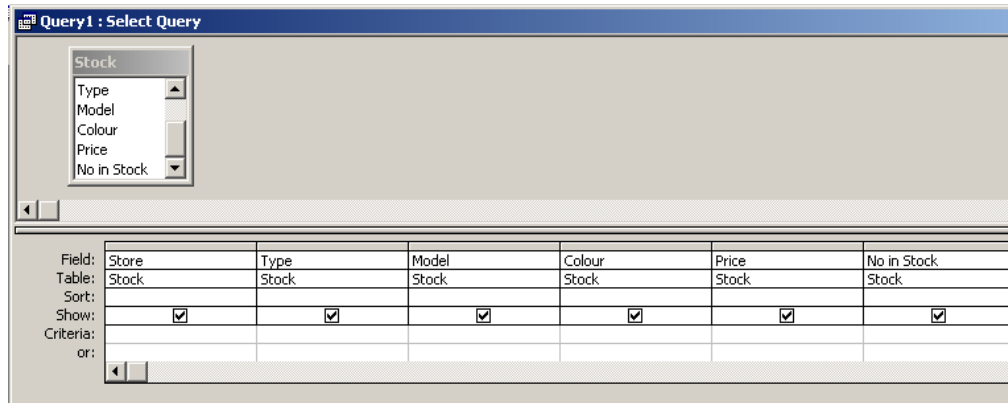 Query1 : Select Query
Stock
Type
Model
Colour
Price
No in Stock
Field: Store Type Model Colour Price No in Stock
Table: Stock Stock Stock Stock Stock Stock
Sort:
Show:
Criteria:
or: